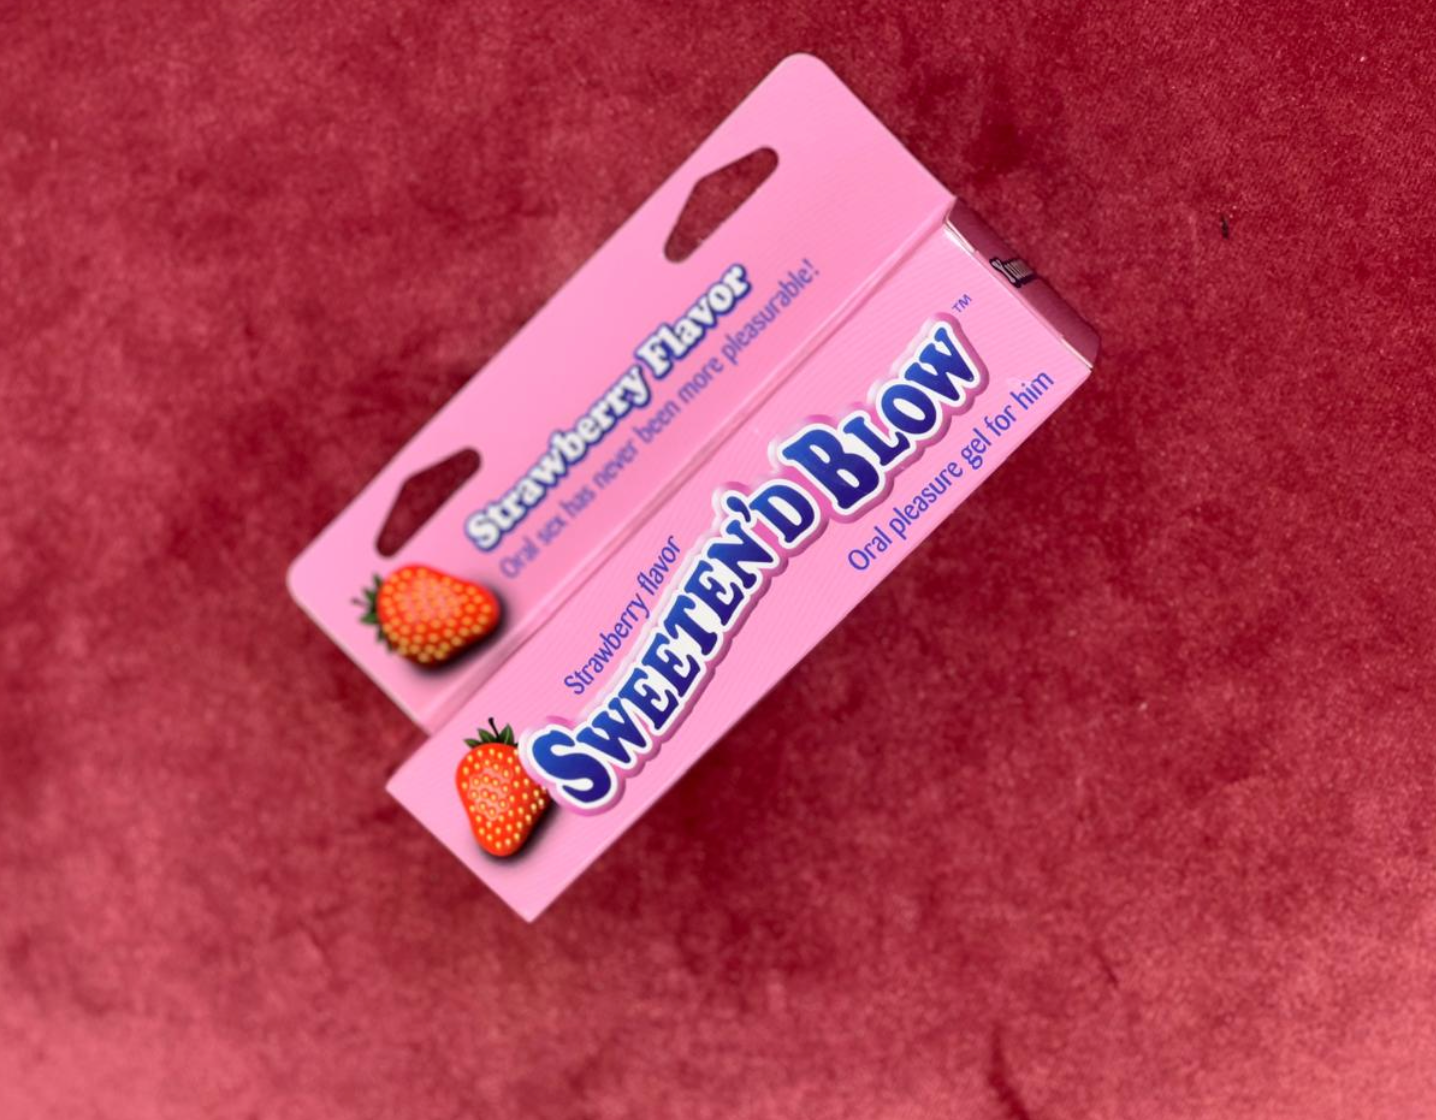 Strawberry Flavor
Oral sex has never been more pleasurable!
Strawberry flavor
SWEETEN'D BLOW™
Oral pleasure gel for him